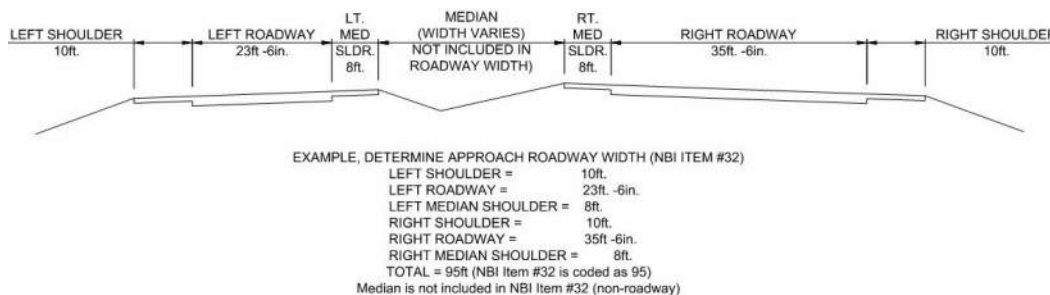 LEFT SHOULDER
10ft.
LEFT ROADWAY
23ft -6in.
LT.
MED
SLDR.
8ft.
MEDIAN
(WIDTH VARIES)
NOT INCLUDED IN
ROADWAY WIDTH)
RT.
MED
SLDR.
8ft.
RIGHT ROADWAY
35ft -6in.
RIGHT SHOULDER
10ft.
EXAMPLE, DETERMINE APPROACH ROADWAY WIDTH (NBI ITEM #32)
LEFT SHOULDER = 10ft.
LEFT ROADWAY = 23ft. -6in.
LEFT MEDIAN SHOULDER = 8ft.
RIGHT SHOULDER = 10ft.
RIGHT ROADWAY = 35ft -6in.
RIGHT MEDIAN SHOULDER = 8ft.
TOTAL = 95ft (NBI Item #32 is coded as 95)
Median is not included in NBI Item #32 (non-roadway)